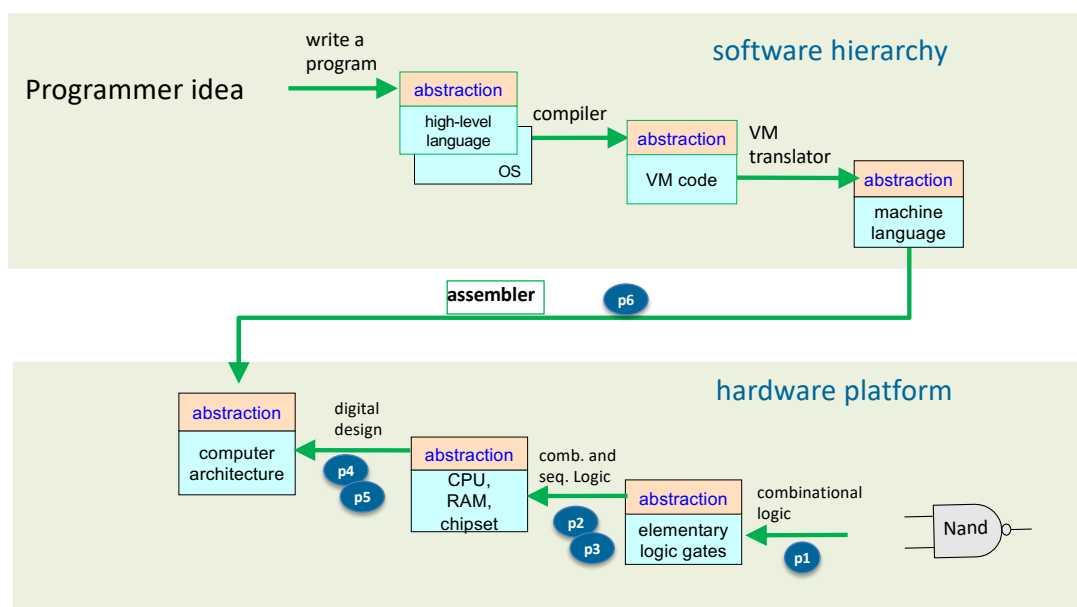 software hierarchy
write a
program
Programmer idea
abstraction
high-level
language
OS
compiler
abstraction
VM code
VM
translator
abstraction
machine
language
assembler
p6
hardware platform
abstraction
computer
architecture
digital
design
p4
p5
abstraction
CPU,
RAM,
chipset
comb. and
seq. Logic
p2
p3
abstraction
elementary
logic gates
combinational
logic
p1
Nand